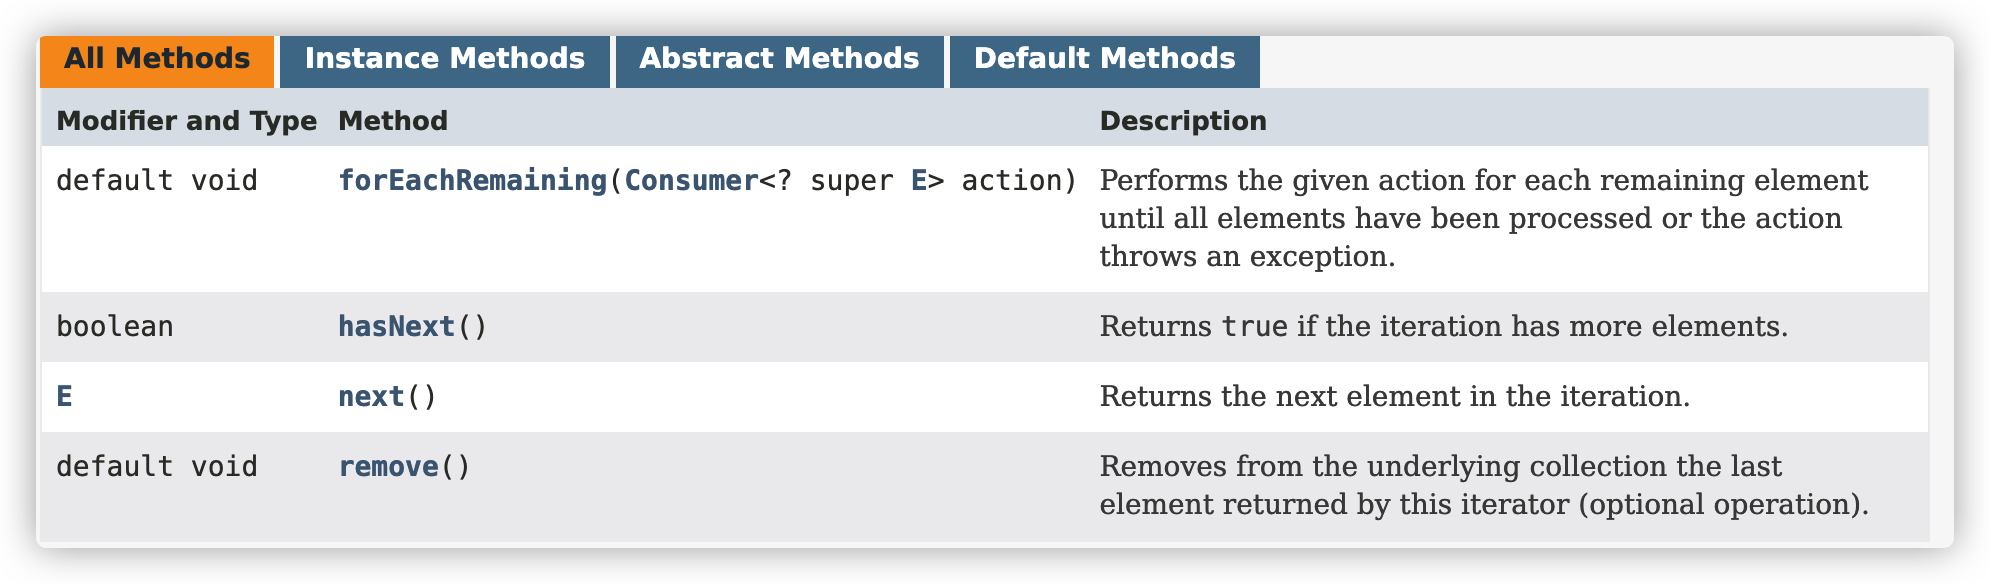 All Methods Instance Methods Abstract Methods Default Methods
Modifier and Type Method Description
default void forEachRemaining(Consumer<? super E> action) Performs the given action for each remaining element
until all elements have been processed or the action
throws an exception.
boolean hasNext() Returns true if the iteration has more elements.
E next() Returns the next element in the iteration.
default void remove() Removes from the underlying collection the last
element returned by this iterator (optional operation).